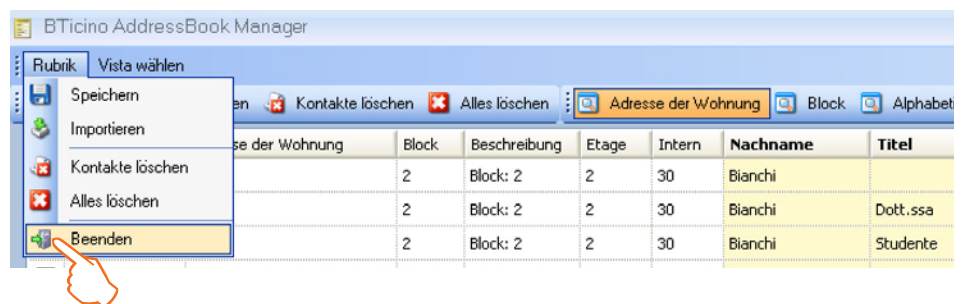 BTicino AddressBook Manager
Rubrik Vista wählen
Speichern
Importieren
Kontakte löschen
Alles löschen
Beenden
en Kontakte löschen Alles löschen Adresse der Wohnung Block Alphabeti
se der Wohnung Block Beschreibung Etage Intern Nachname Titel
2 Block: 2 2 30 Bianchi
2 Block: 2 2 30 Bianchi Dott.ssa
2 Block: 2 2 30 Bianchi Studente